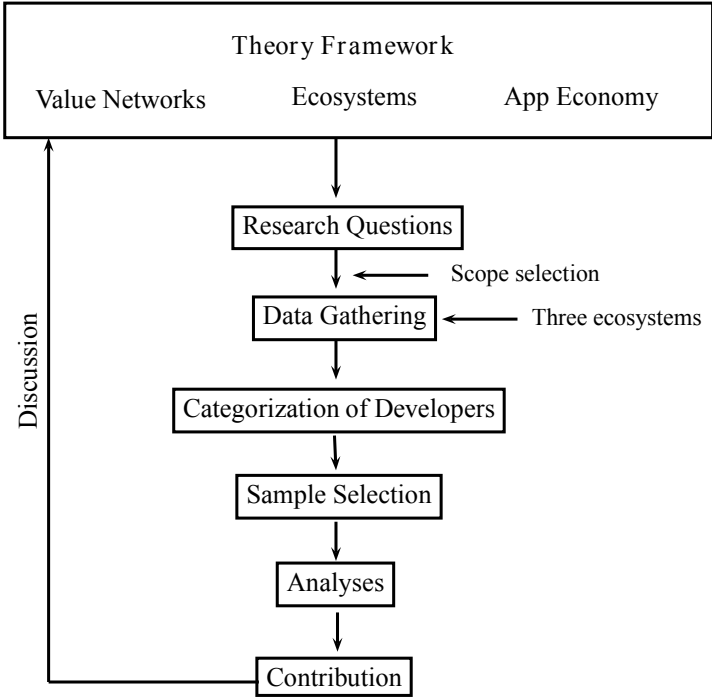 Theory Framework
Value Networks
Ecosystems
App Economy
Research Questions
Scope selection
Data Gathering
Three ecosystems
Discussion
Categorization of Developers
Sample Selection
Analyses
Contribution